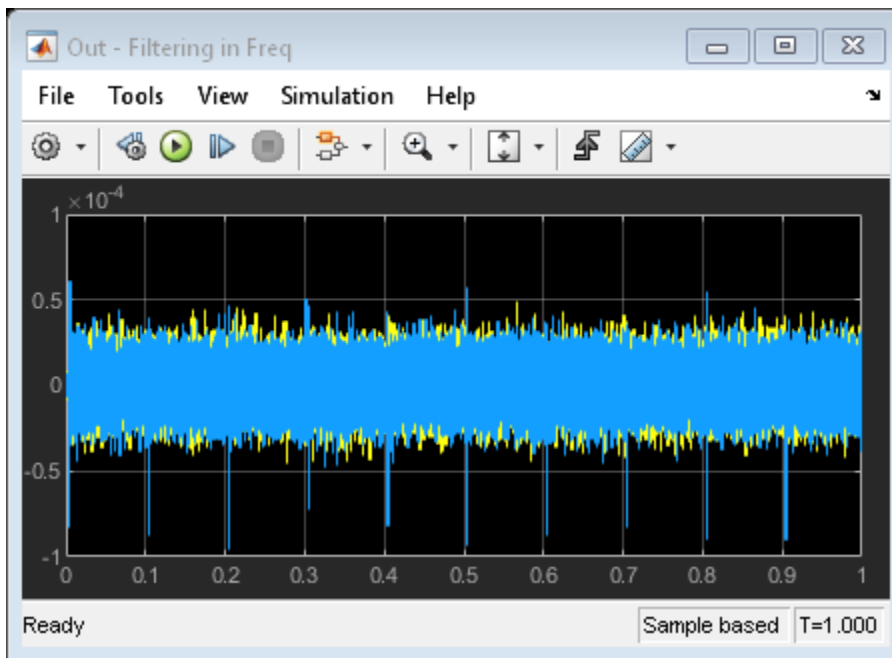 Out - Filtering in Freq
File Tools View Simulation Help
×10⁻⁴
1
0.5
0
-0.5
-1
0 0.1 0.2 0.3 0.4 0.5 0.6 0.7 0.8 0.9 1
Ready Sample based T=1.000